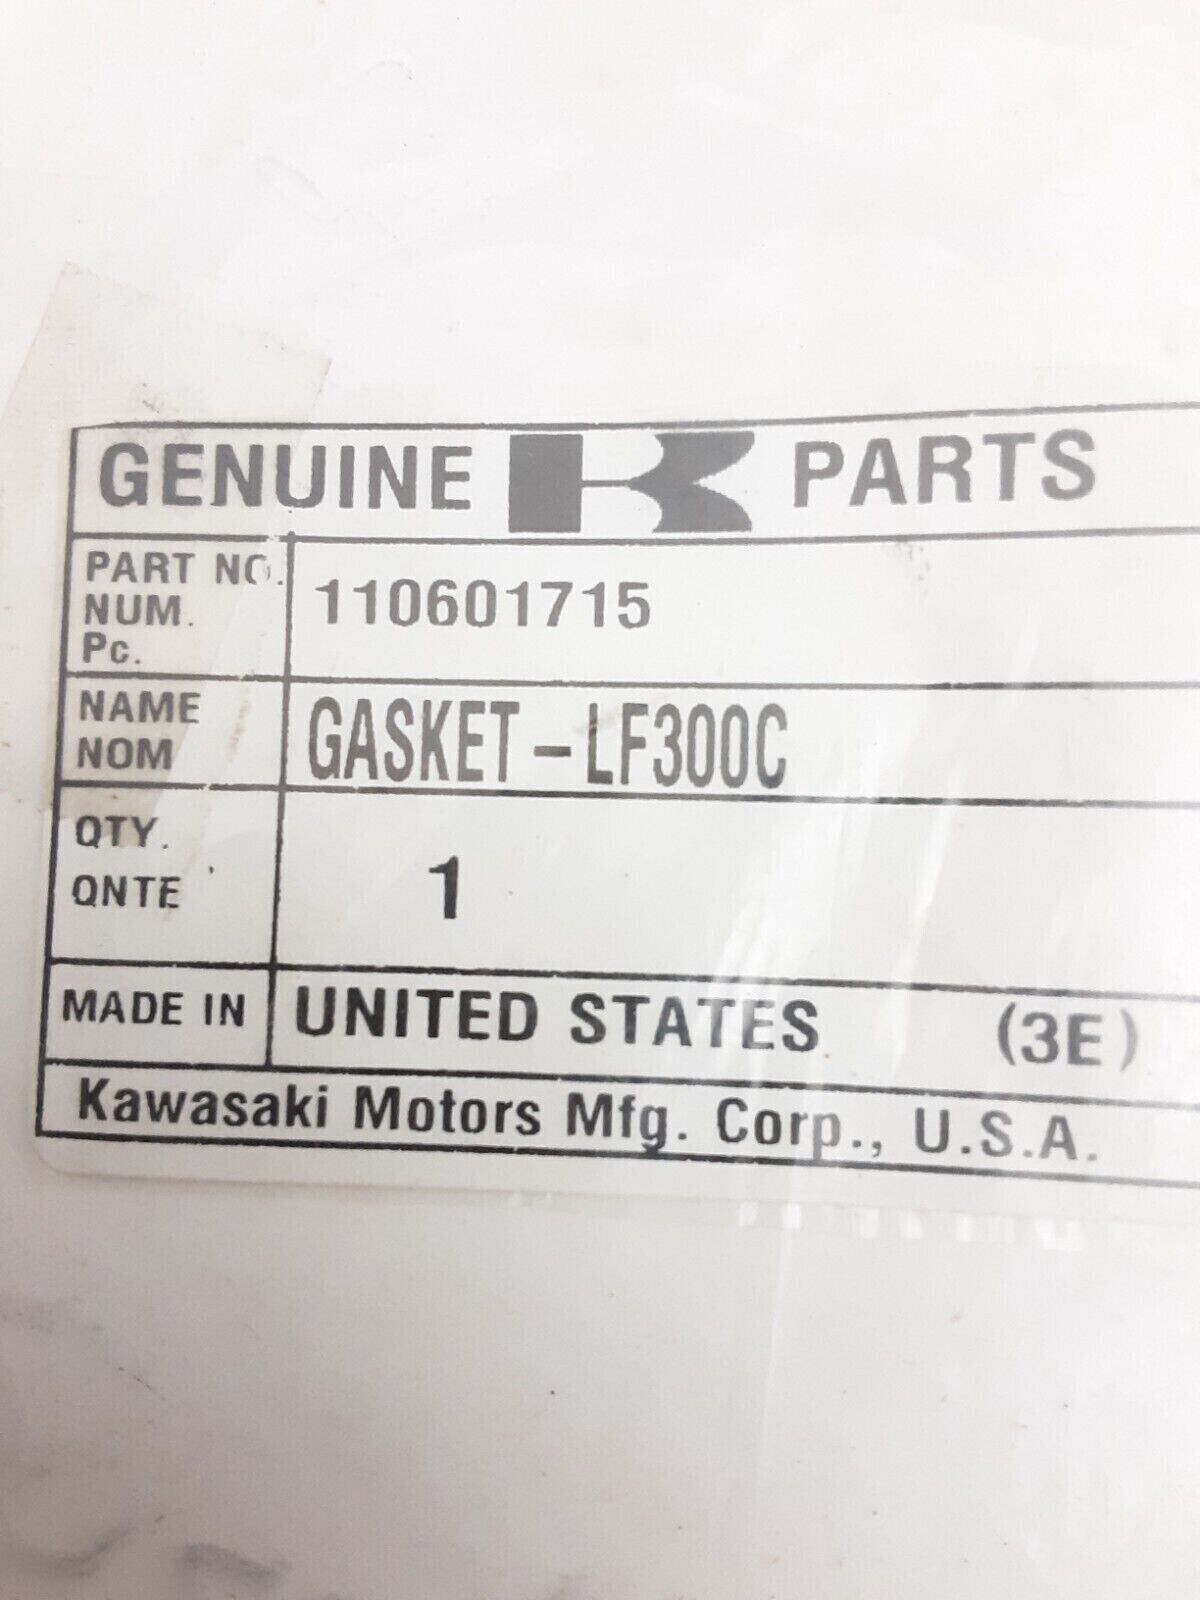 GENUINE K PARTS
PART NO.
NUM.
Pc.
110601715
NAME
NOM
GASKET-LF300C
QTY.
QNTE
1
MADE IN
UNITED STATES (3E)
Kawasaki Motors Mfg. Corp., U.S.A.